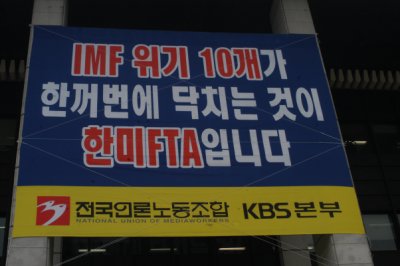 IMF 위기 10개가
한꺼번에 닥치는 것이
한미FTA입니다
전국언론노동조합 KBS본부
NATIONAL UNION OF MEDIAWORKERS